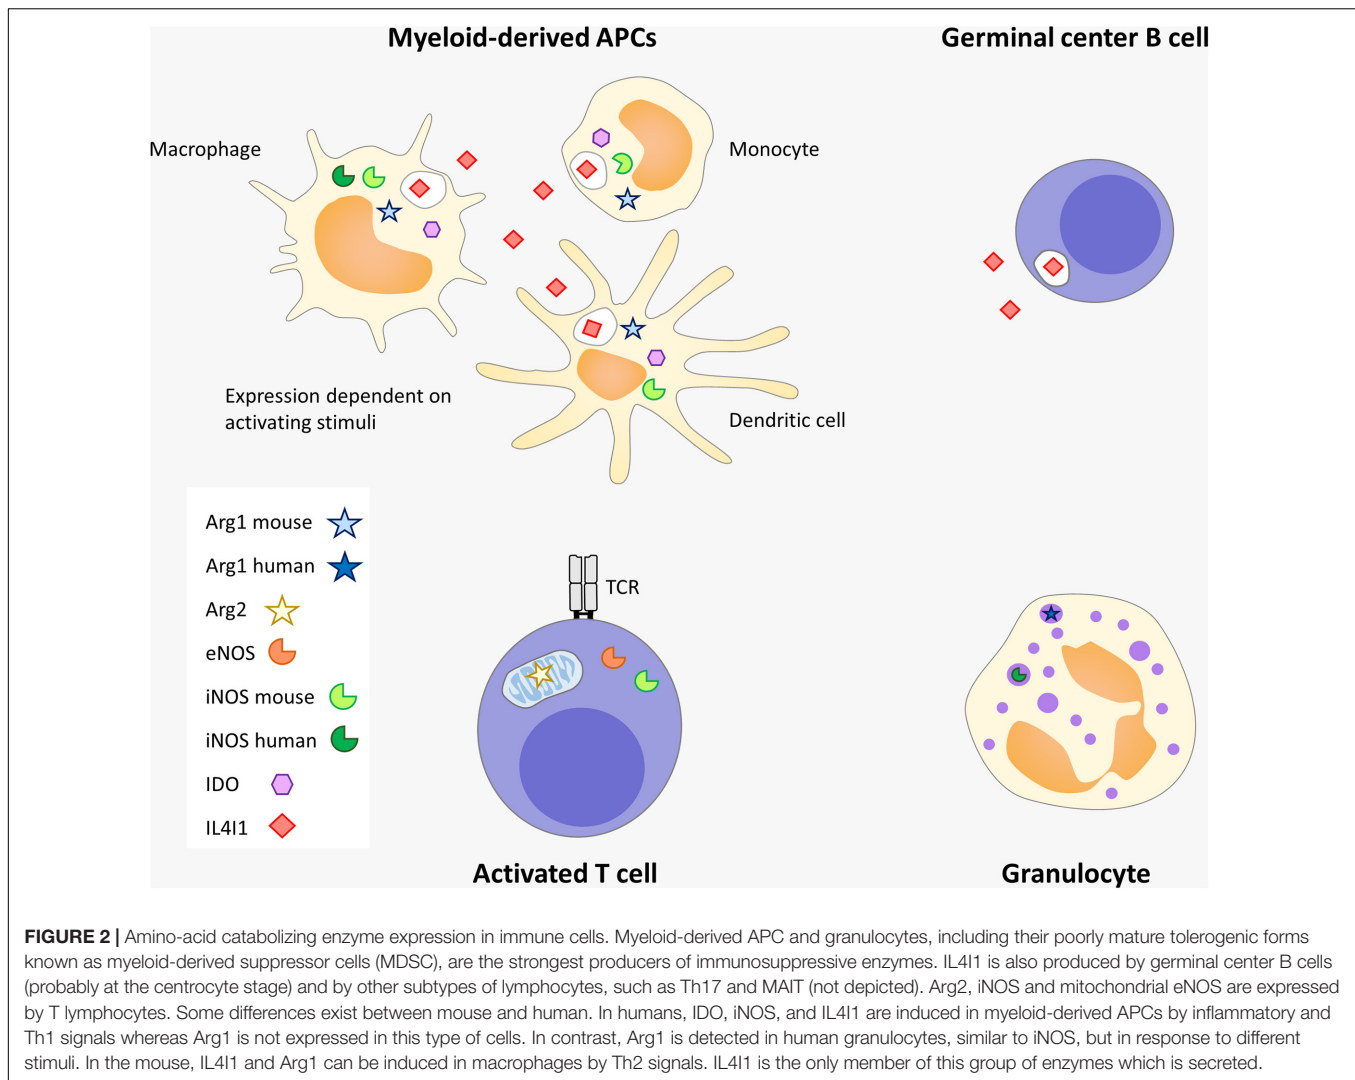 Myeloid-derived APCs
Germinal center B cell
Macrophage
Monocyte
Expression dependent on
activating stimuli
Dendritic cell
Arg1 mouse
Arg1 human
Arg2
eNOS
iNOS mouse
iNOS human
IDO
IL4I1
TCR
Activated T cell
Granulocyte
FIGURE 2 | Amino-acid catabolizing enzyme expression in immune cells. Myeloid-derived APC and granulocytes, including their poorly mature tolerogenic forms
known as myeloid-derived suppressor cells (MDSC), are the strongest producers of immunosuppressive enzymes. IL4I1 is also produced by germinal center B cells
(probably at the centrocyte stage) and by other subtypes of lymphocytes, such as Th17 and MAIT (not depicted). Arg2, iNOS and mitochondrial eNOS are expressed
by T lymphocytes. Some differences exist between mouse and human. In humans, IDO, iNOS, and IL4I1 are induced in myeloid-derived APCs by inflammatory and
Th1 signals whereas Arg1 is not expressed in this type of cells. In contrast, Arg1 is detected in human granulocytes, similar to iNOS, but in response to different
stimuli. In the mouse, IL4I1 and Arg1 can be induced in macrophages by Th2 signals. IL4I1 is the only member of this group of enzymes which is secreted.